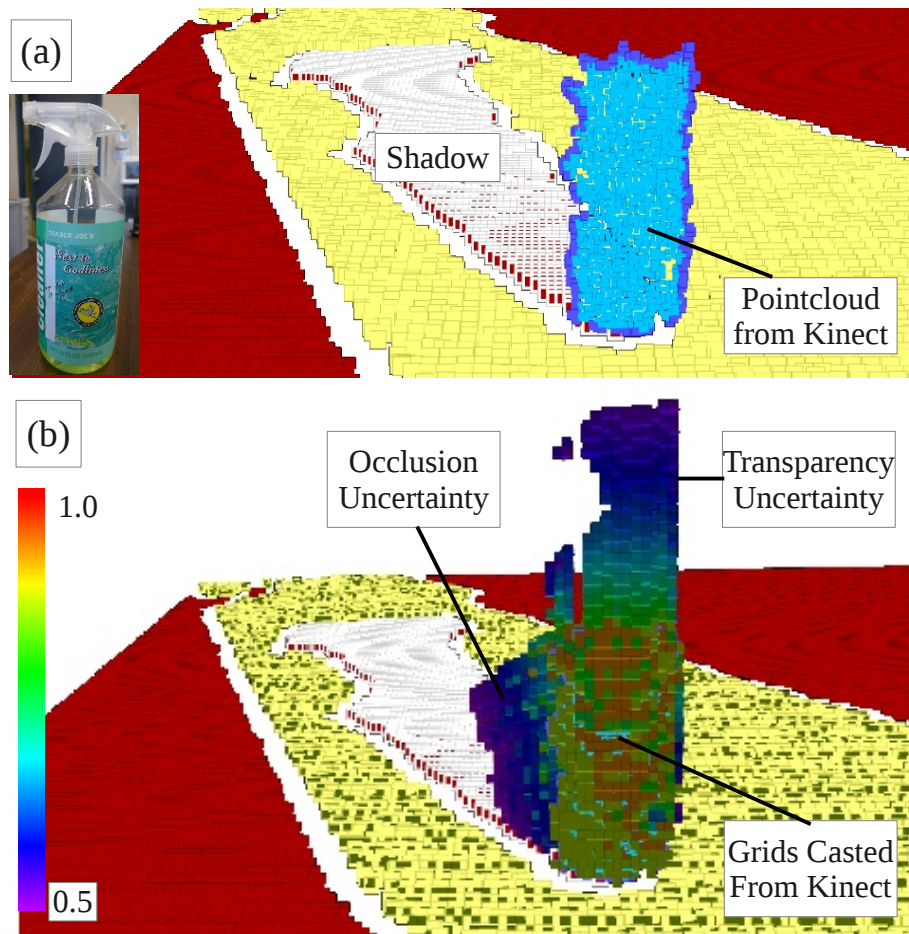 (a)
TRADER JOE'S
Next to
Godliness
cleaner
Shadow
Pointcloud
from Kinect
(b)
1.0
0.5
Occlusion
Uncertainty
Transparency
Uncertainty
Grids Casted
From Kinect